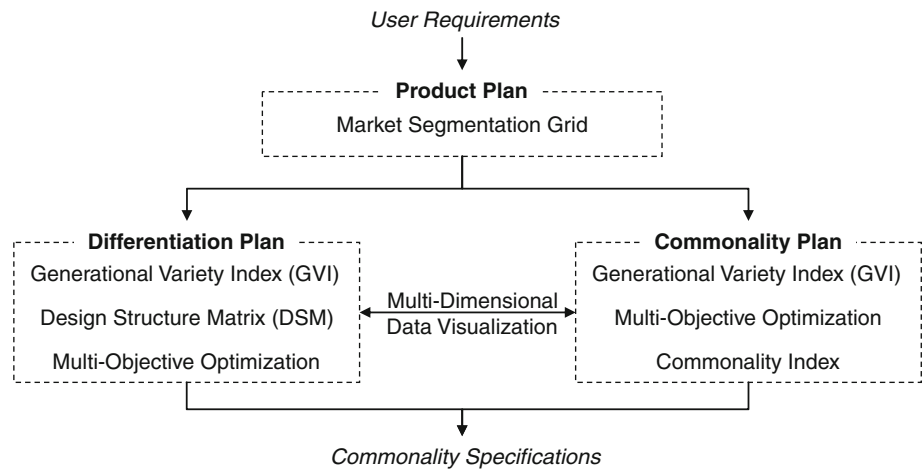 User Requirements
Product Plan
Market Segmentation Grid
Differentiation Plan
Generational Variety Index (GVI)
Design Structure Matrix (DSM)
Multi-Objective Optimization
Multi-Dimensional
Data Visualization
Commonality Plan
Generational Variety Index (GVI)
Multi-Objective Optimization
Commonality Index
Commonality Specifications